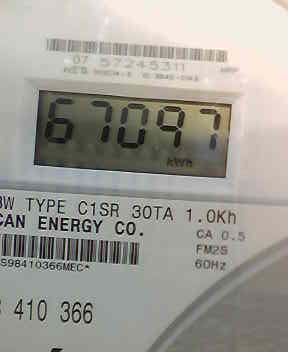 07 57245311
67097
kWh
W TYPE C1SR 30TA 1.0Kh
CAN ENERGY CO.
CA 0.5
FM2S
S98410366MEC*
60Hz
410 366